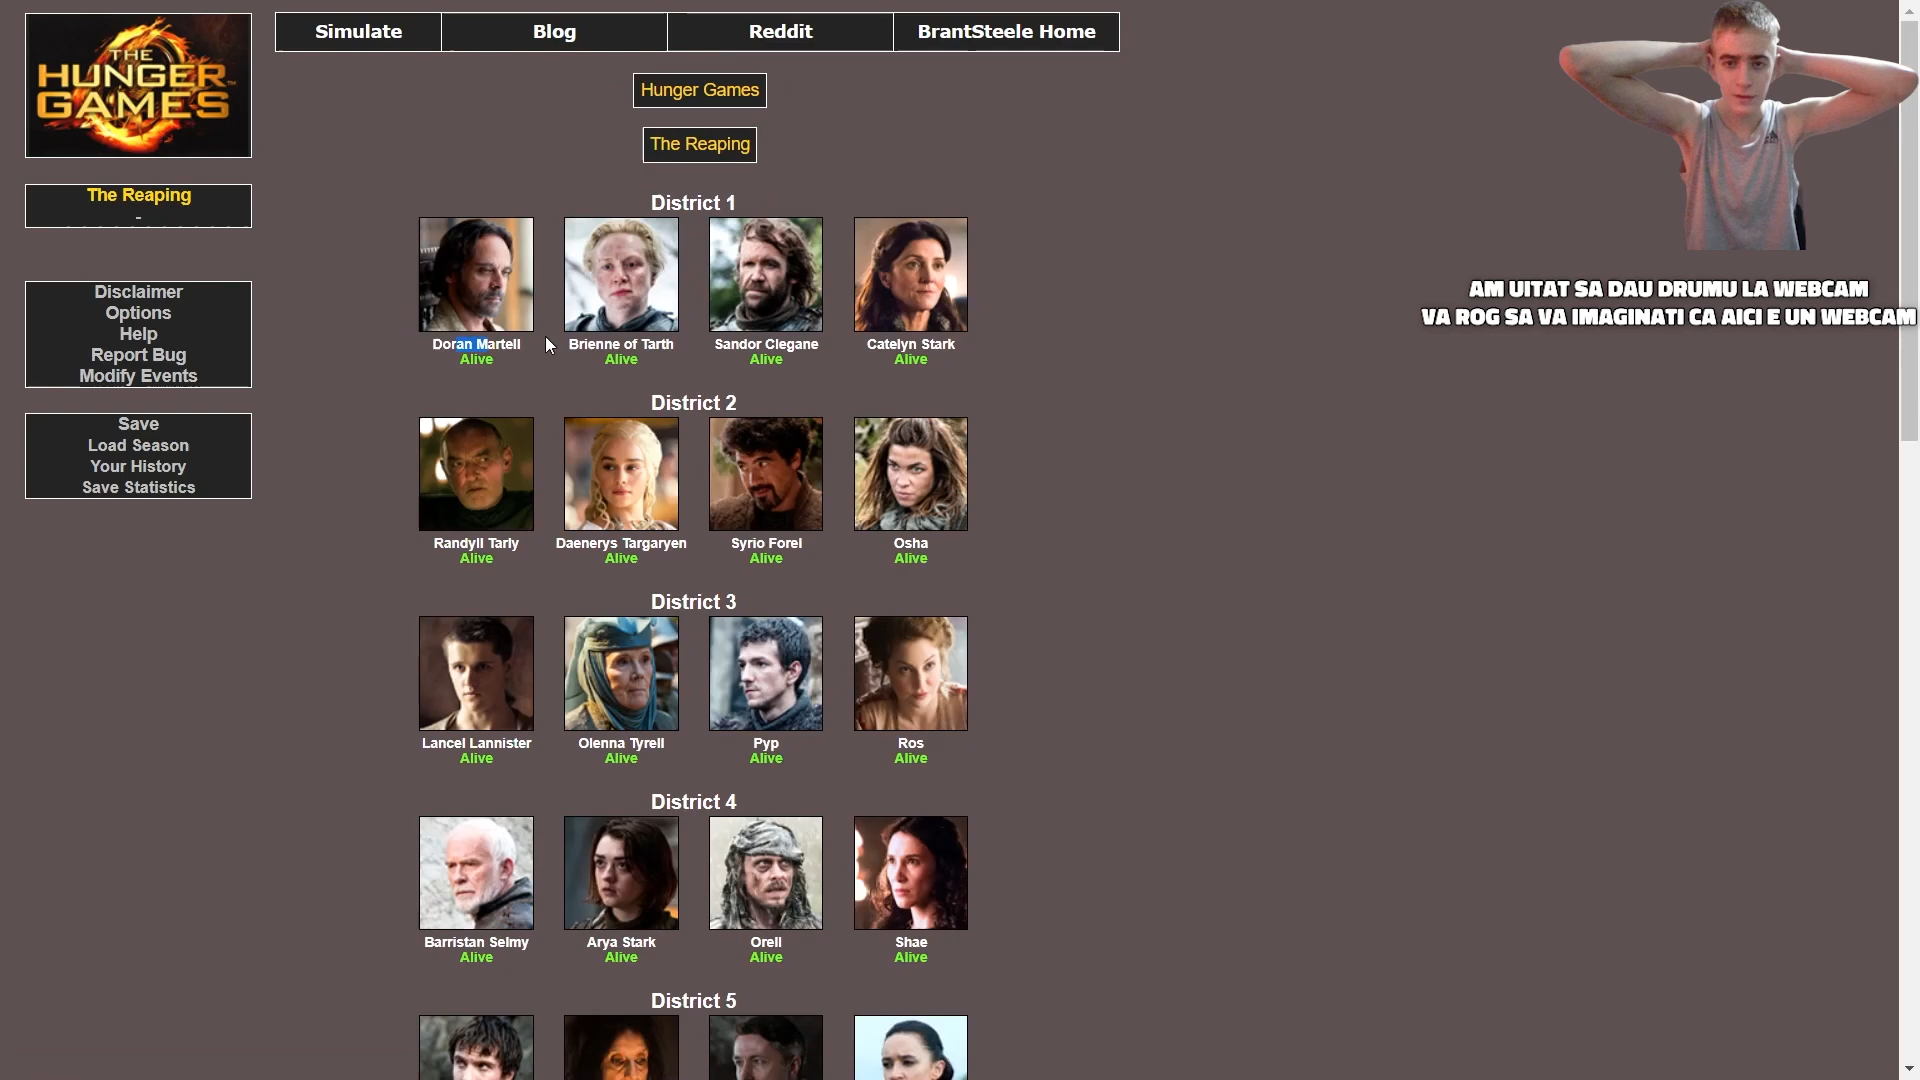 THE
HUNGER
GAMES
Simulate
Blog
Reddit
BrantSteele Home
Hunger Games
The Reaping
The Reaping
-
Disclaimer
Options
Help
Report Bug
Modify Events
Save
Load Season
Your History
Save Statistics
District 1
Doran Martell
Brienne of Tarth
Sandor Clegane
Catelyn Stark
Alive
Alive
Alive
Alive
District 2
Randyll Tarly
Daenerys Targaryen
Syrio Forel
Osha
Alive
Alive
Alive
Alive
District 3
Lancel Lannister
Olenna Tyrell
Pyp
Ros
Alive
Alive
Alive
Alive
District 4
Barristan Selmy
Arya Stark
Orell
Shae
Alive
Alive
Alive
Alive
District 5
AM UITAT SA DAU DRUMU LA WEBCAM
VA ROG SA VA IMAGINATI CA AICI E UN WEBCAM